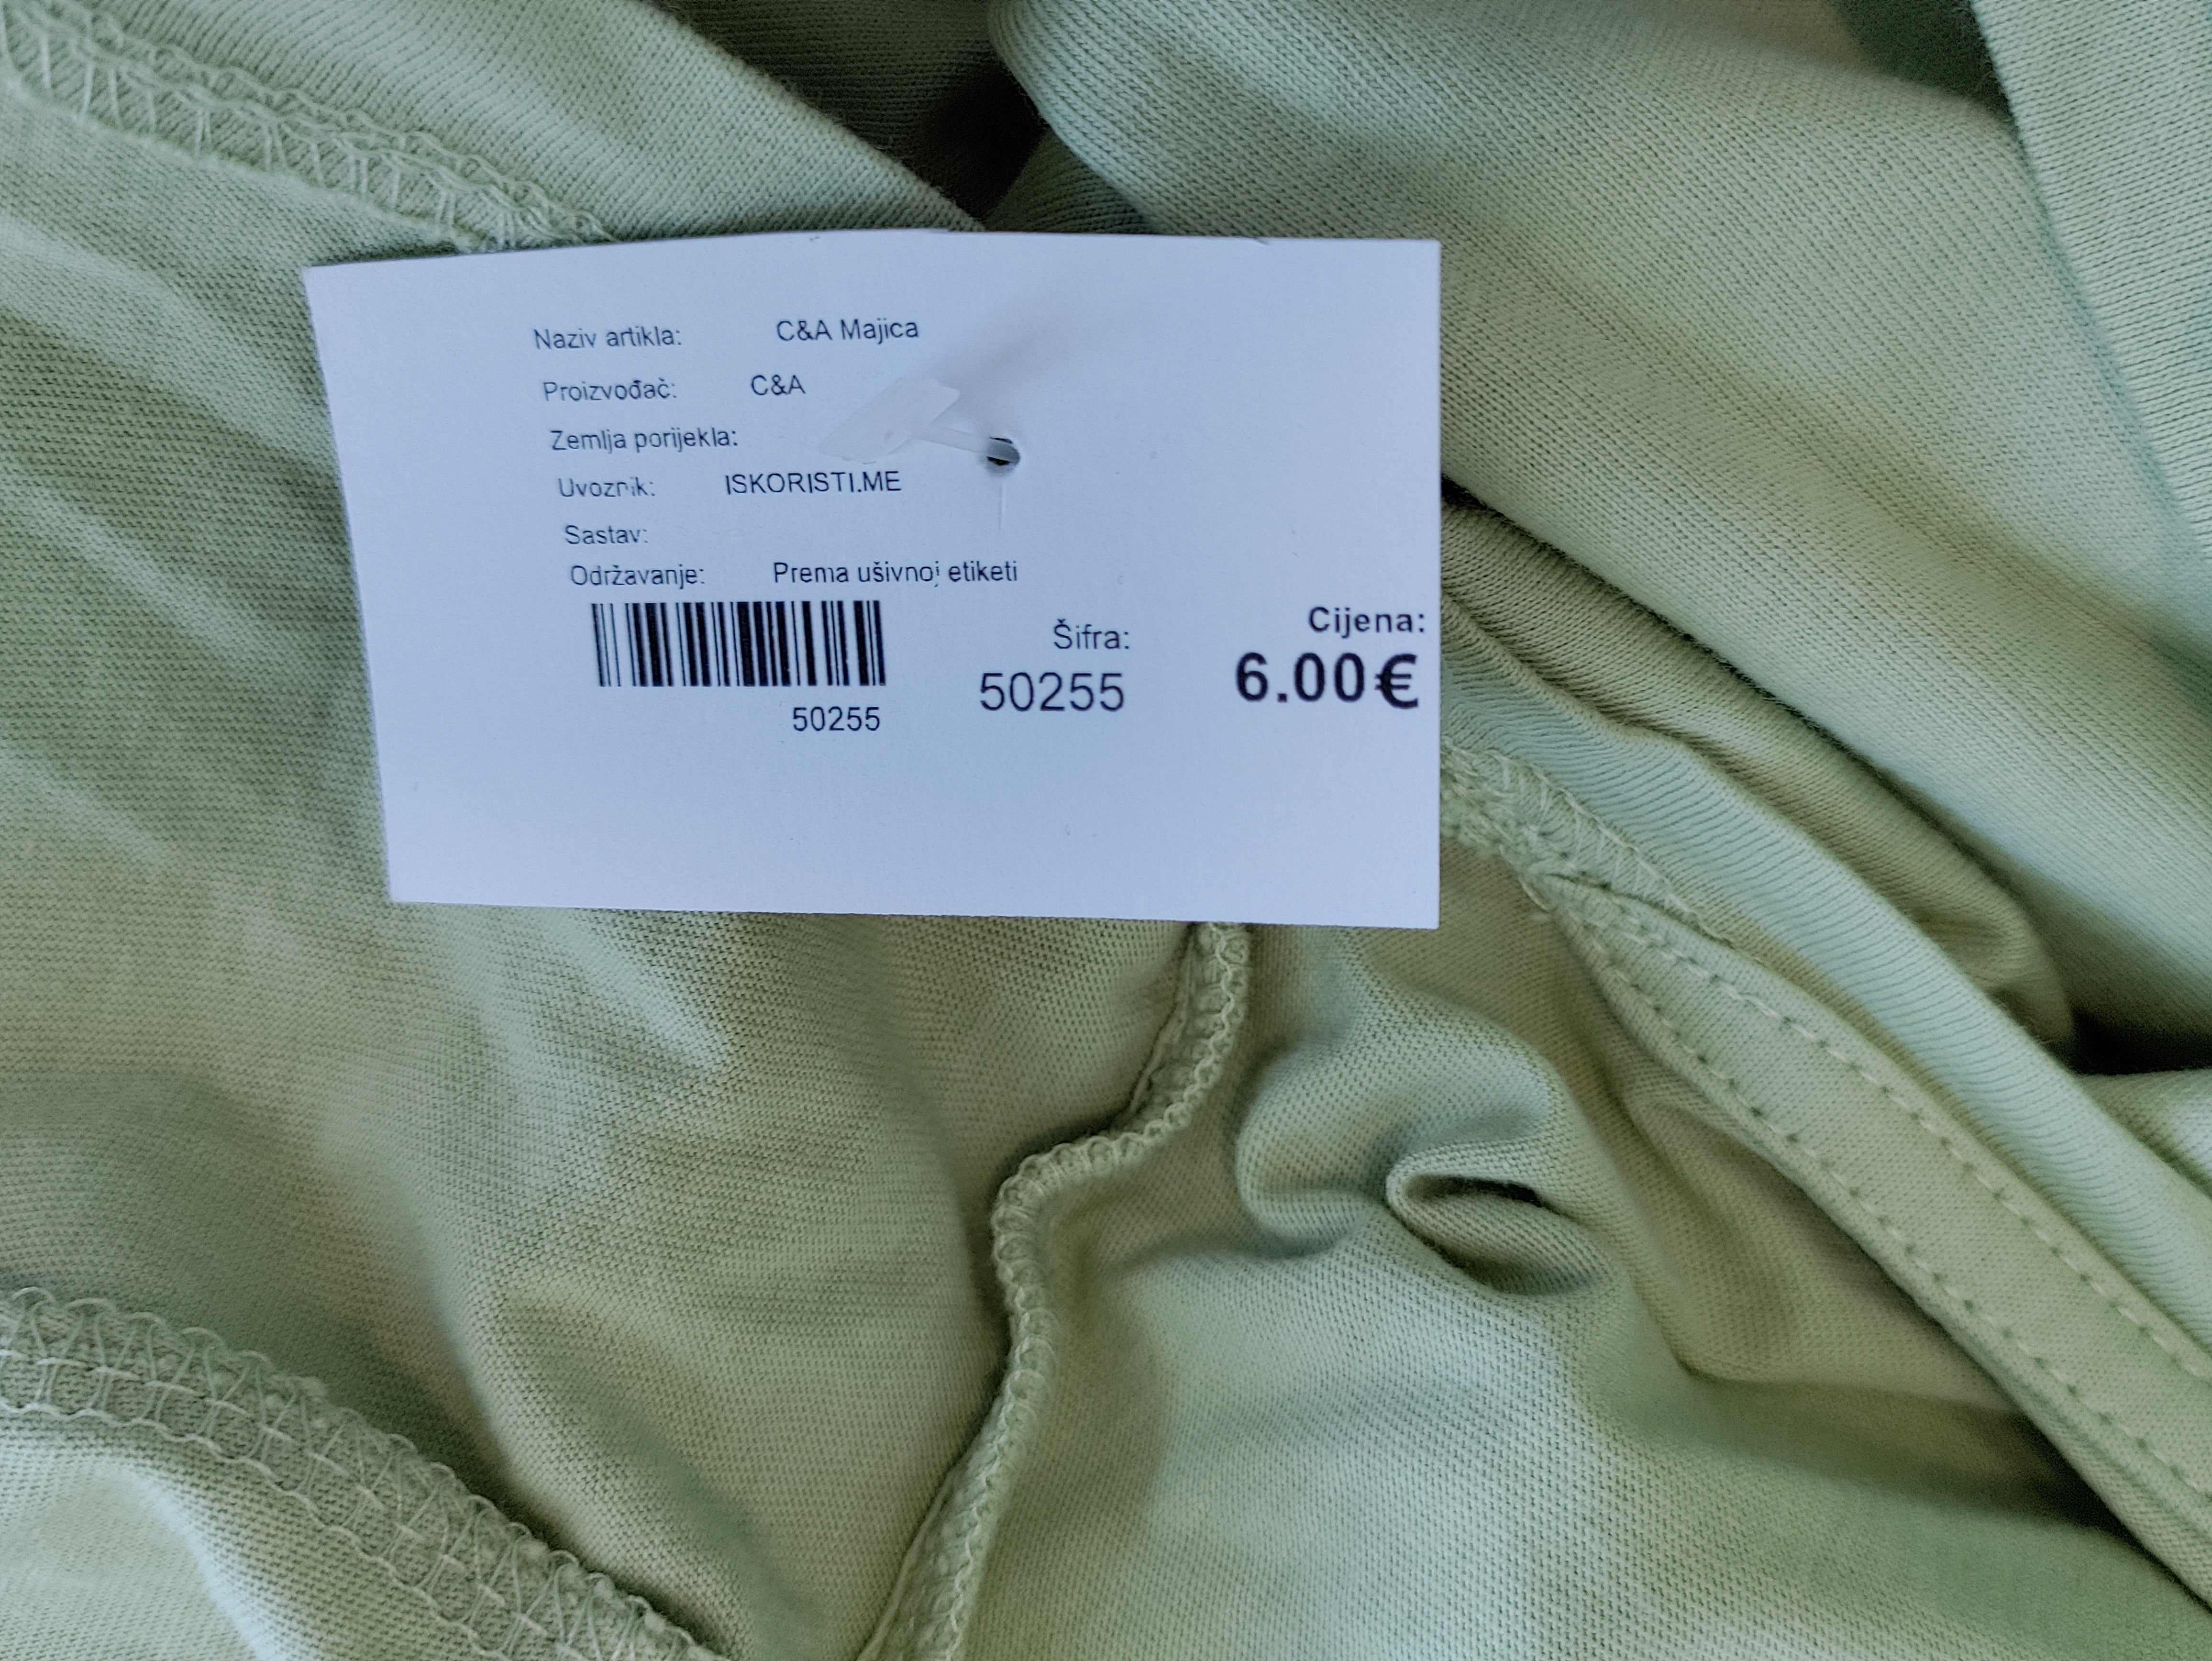 Naziv artikla: C&A Majica
Proizvođač: C&A
Zemlja porijekla:
Uvoznik: ISKORISTI.ME
Sastav:
Održavanje: Prema ušivnoj etiketi
50255
Šifra:
50255
Cijena:
6.00€